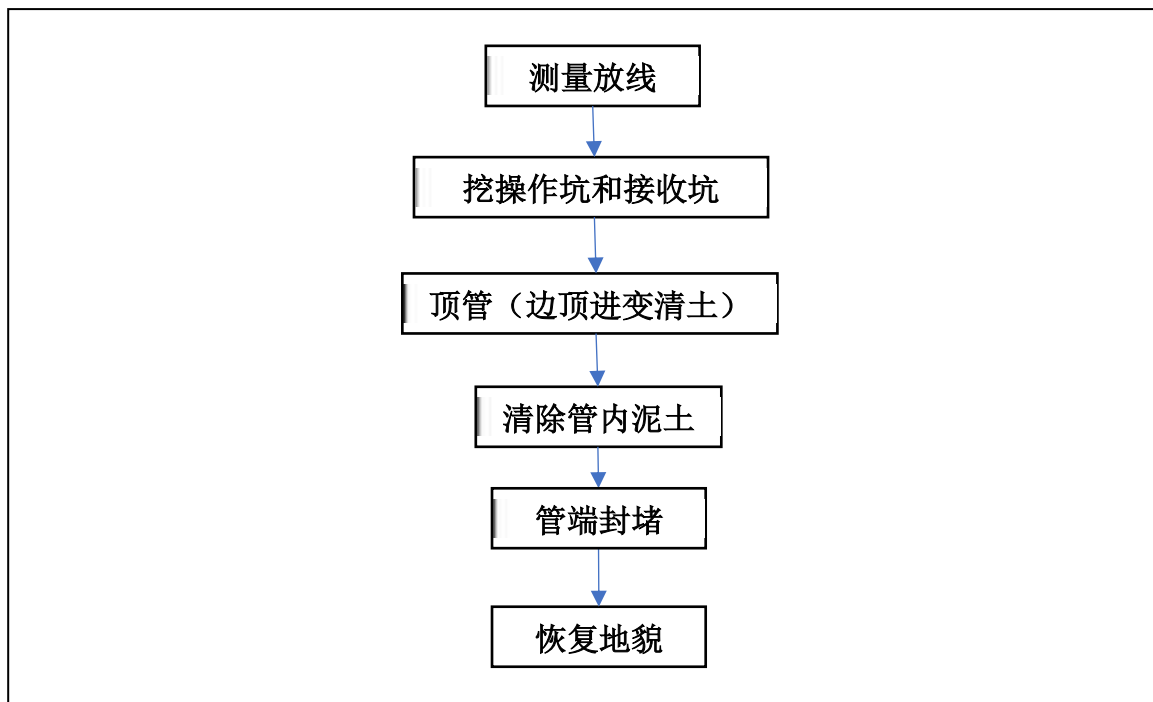 测量放线
挖操作坑和接收坑
顶管（边顶进变清土）
清除管内泥土
管端封堵
恢复地貌